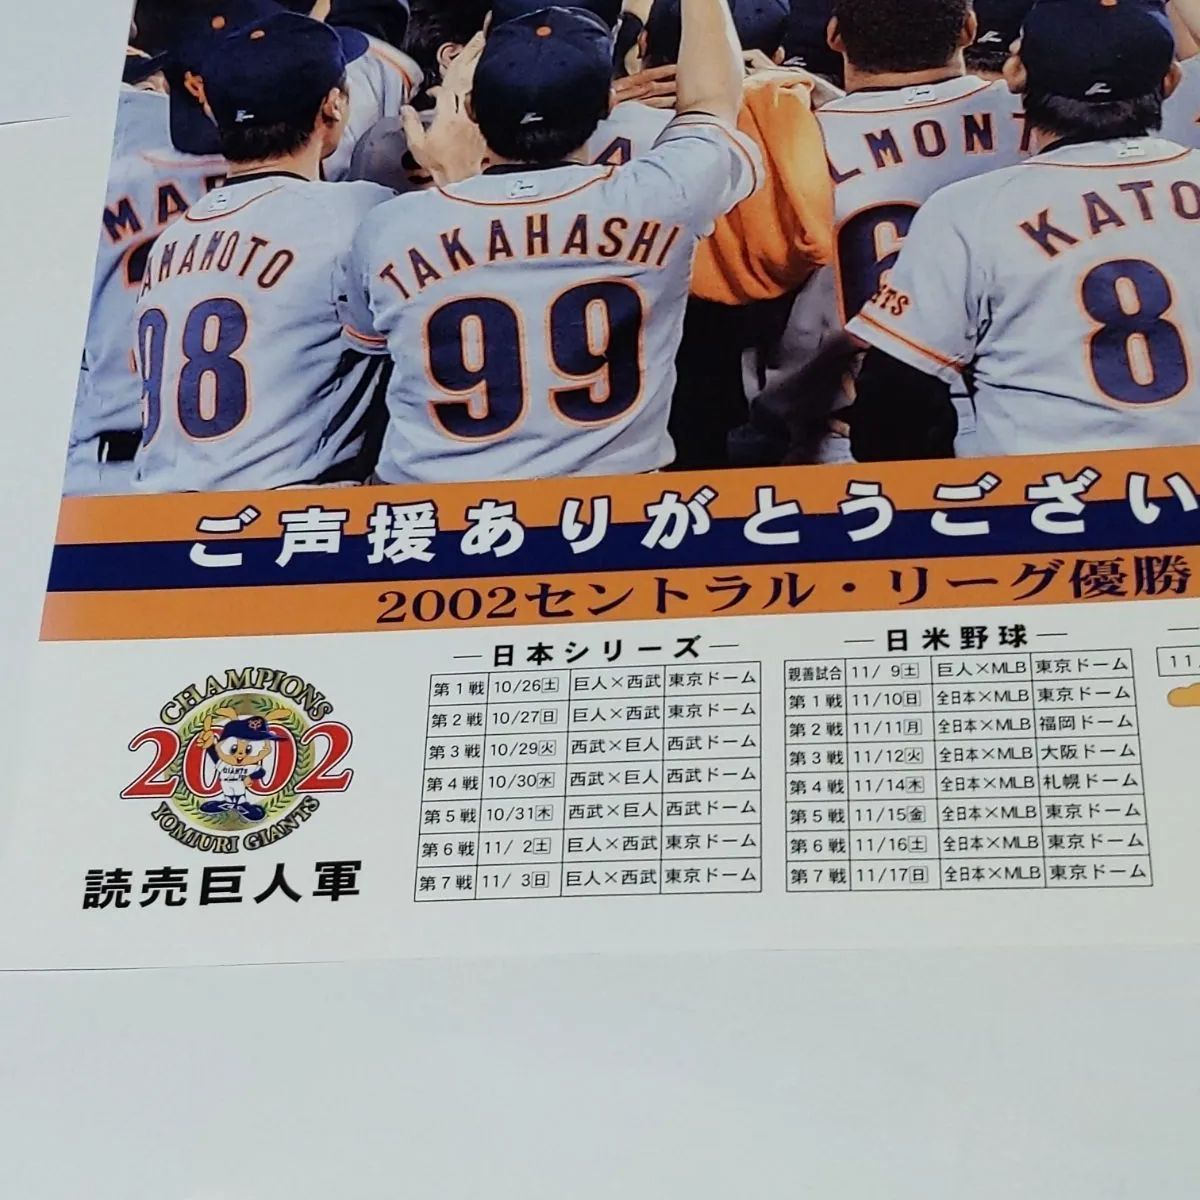 MA
AMAMOTO
98
TAKAHASHI
99
A
LMONT
6
KATO
8
NTS
ご声援ありがとうござい
2002セントラル・リーグ優勝
CHAMPIONS
2002
GIANTS
YOMIURI GIANTS
読売巨人軍
日本シリーズ
第1戦 10/26土 巨人×西武 東京ドーム
第2戦 10/27日 巨人×西武 東京ドーム
第3戦 10/29火 西武×巨人 西武ドーム
第4戦 10/30水 西武×巨人 西武ドーム
第5戦 10/31木 西武×巨人 西武ドーム
第6戦 11/ 2土 巨人×西武 東京ドーム
第7戦 11/ 3日 巨人×西武 東京ドーム
日米野球
親善試合 11/ 9土 巨人×MLB 東京ドーム
第1戦 11/10日 全日本×MLB 東京ドーム
第2戦 11/11月 全日本×MLB 福岡ドーム
第3戦 11/12火 全日本×MLB 大阪ドーム
第4戦 11/14木 全日本×MLB 札幌ドーム
第5戦 11/15金 全日本×MLB 東京ドーム
第6戦 11/16土 全日本×MLB 東京ドーム
第7戦 11/17日 全日本×MLB 東京ドーム
11/